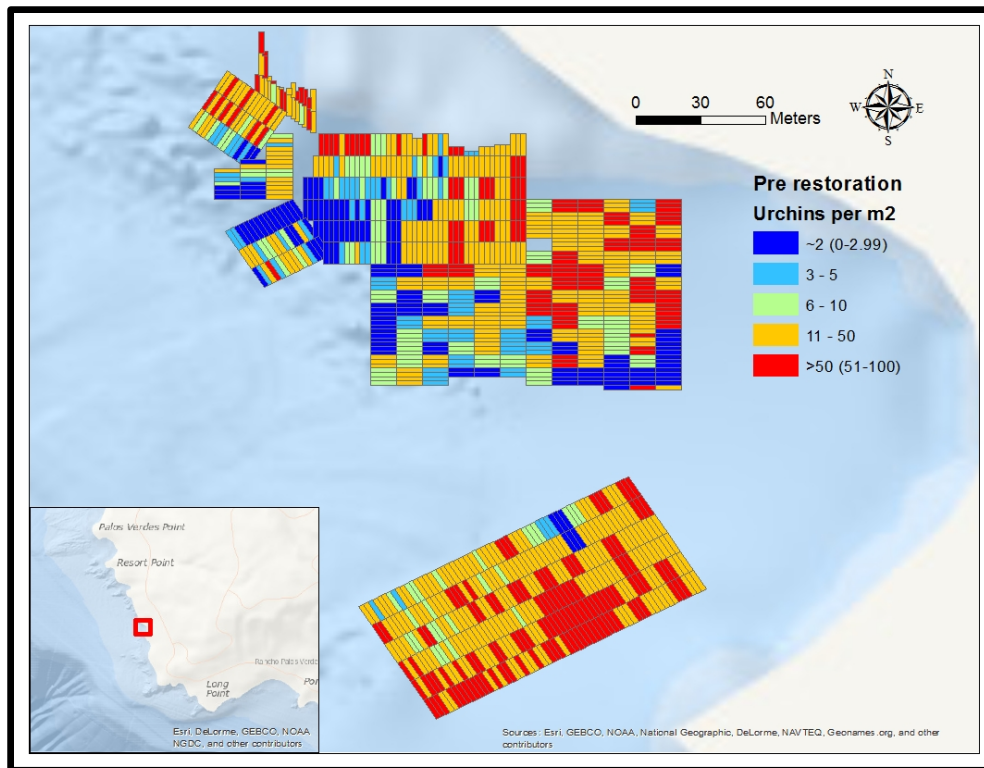 N
W E
S
0 30 60
Meters
Pre restoration
Urchins per m2
~2 (0-2.99)
3 - 5
6 - 10
11 - 50
>50 (51-100)
Palos Verdes Point
Resort Point
Rancho Palos Verde
Long
Point
Poi
Esri, DeLorme, GEBCO, NOAA
NGDC, and other contributors
Sources: Esri, GEBCO, NOAA, National Geographic, DeLorme, NAVTEQ, Geonames.org, and other
contributors